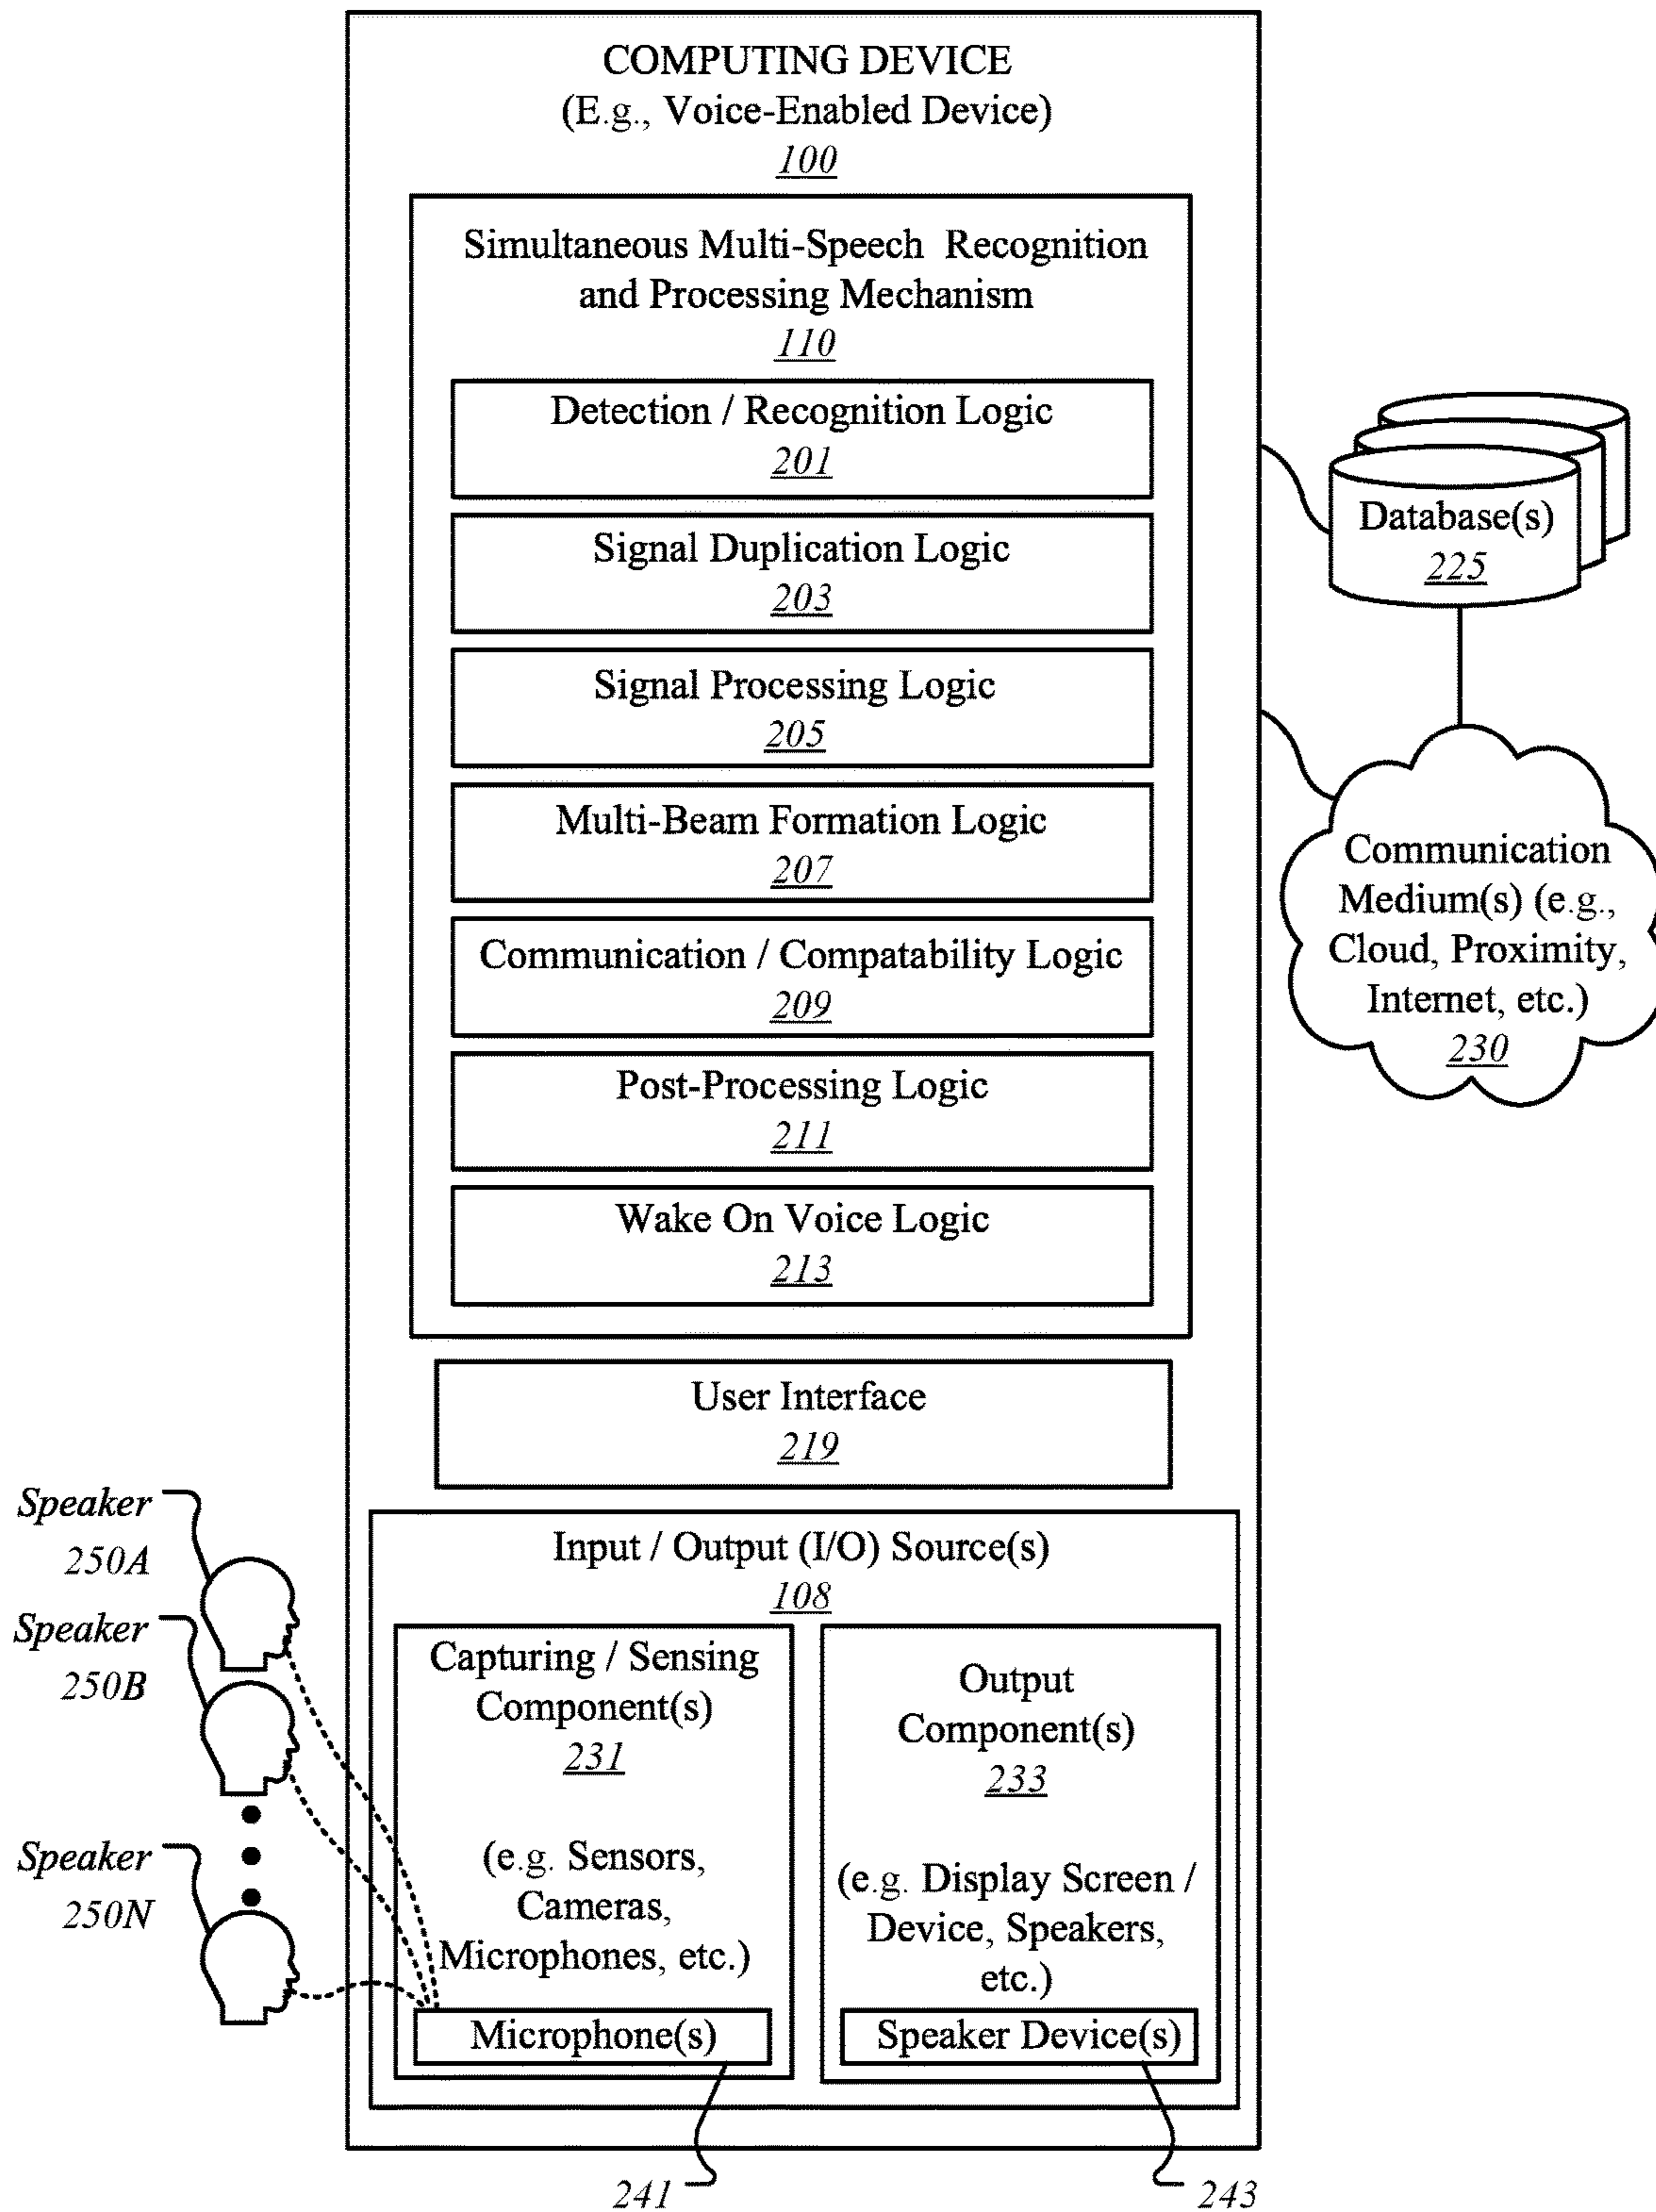 COMPUTING DEVICE
(E.g., Voice-Enabled Device)
100
Simultaneous Multi-Speech Recognition
and Processing Mechanism
110
Detection / Recognition Logic
201
Signal Duplication Logic
203
Signal Processing Logic
205
Multi-Beam Formation Logic
207
Communication / Compatability Logic
209
Post-Processing Logic
211
Wake On Voice Logic
213
Database(s)
225
Communication
Medium(s) (e.g.,
Cloud, Proximity,
Internet, etc.)
230
User Interface
219
Speaker
250A
Speaker
250B
Speaker
250N
Input / Output (I/O) Source(s)
108
Capturing / Sensing
Component(s)
231
(e.g. Sensors,
Cameras,
Microphones, etc.)
Microphone(s)
241
Output
Component(s)
233
(e.g. Display Screen /
Device, Speakers,
etc.)
Speaker Device(s)
243